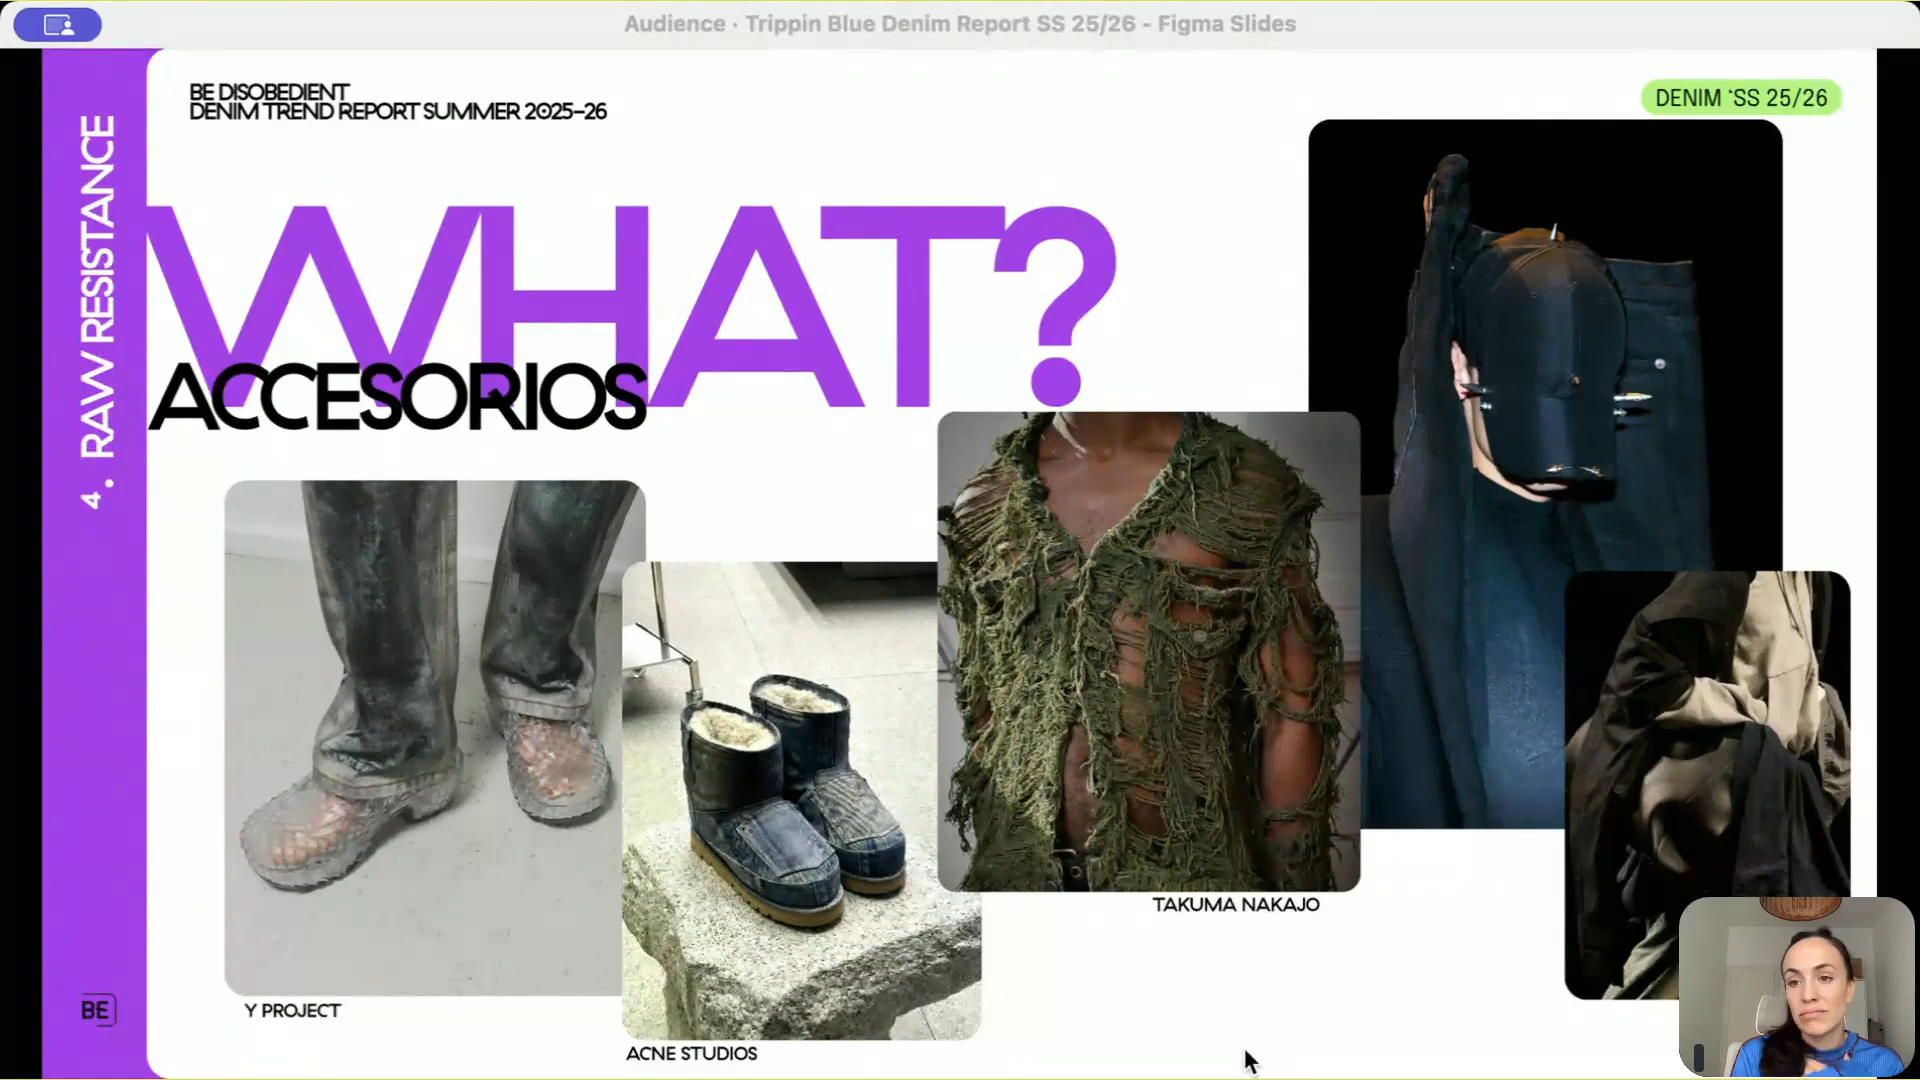 Audience · Trippin Blue Denim Report SS 25/26 - Figma Slides
BE DISOBEDIENT
DENIM TREND REPORT SUMMER 2025–26
DENIM ‘SS 25/26
4. RAW RESISTANCE
WHAT?
ACCESORIOS
TAKUMA NAKAJO
Y PROJECT
ACNE STUDIOS
BE